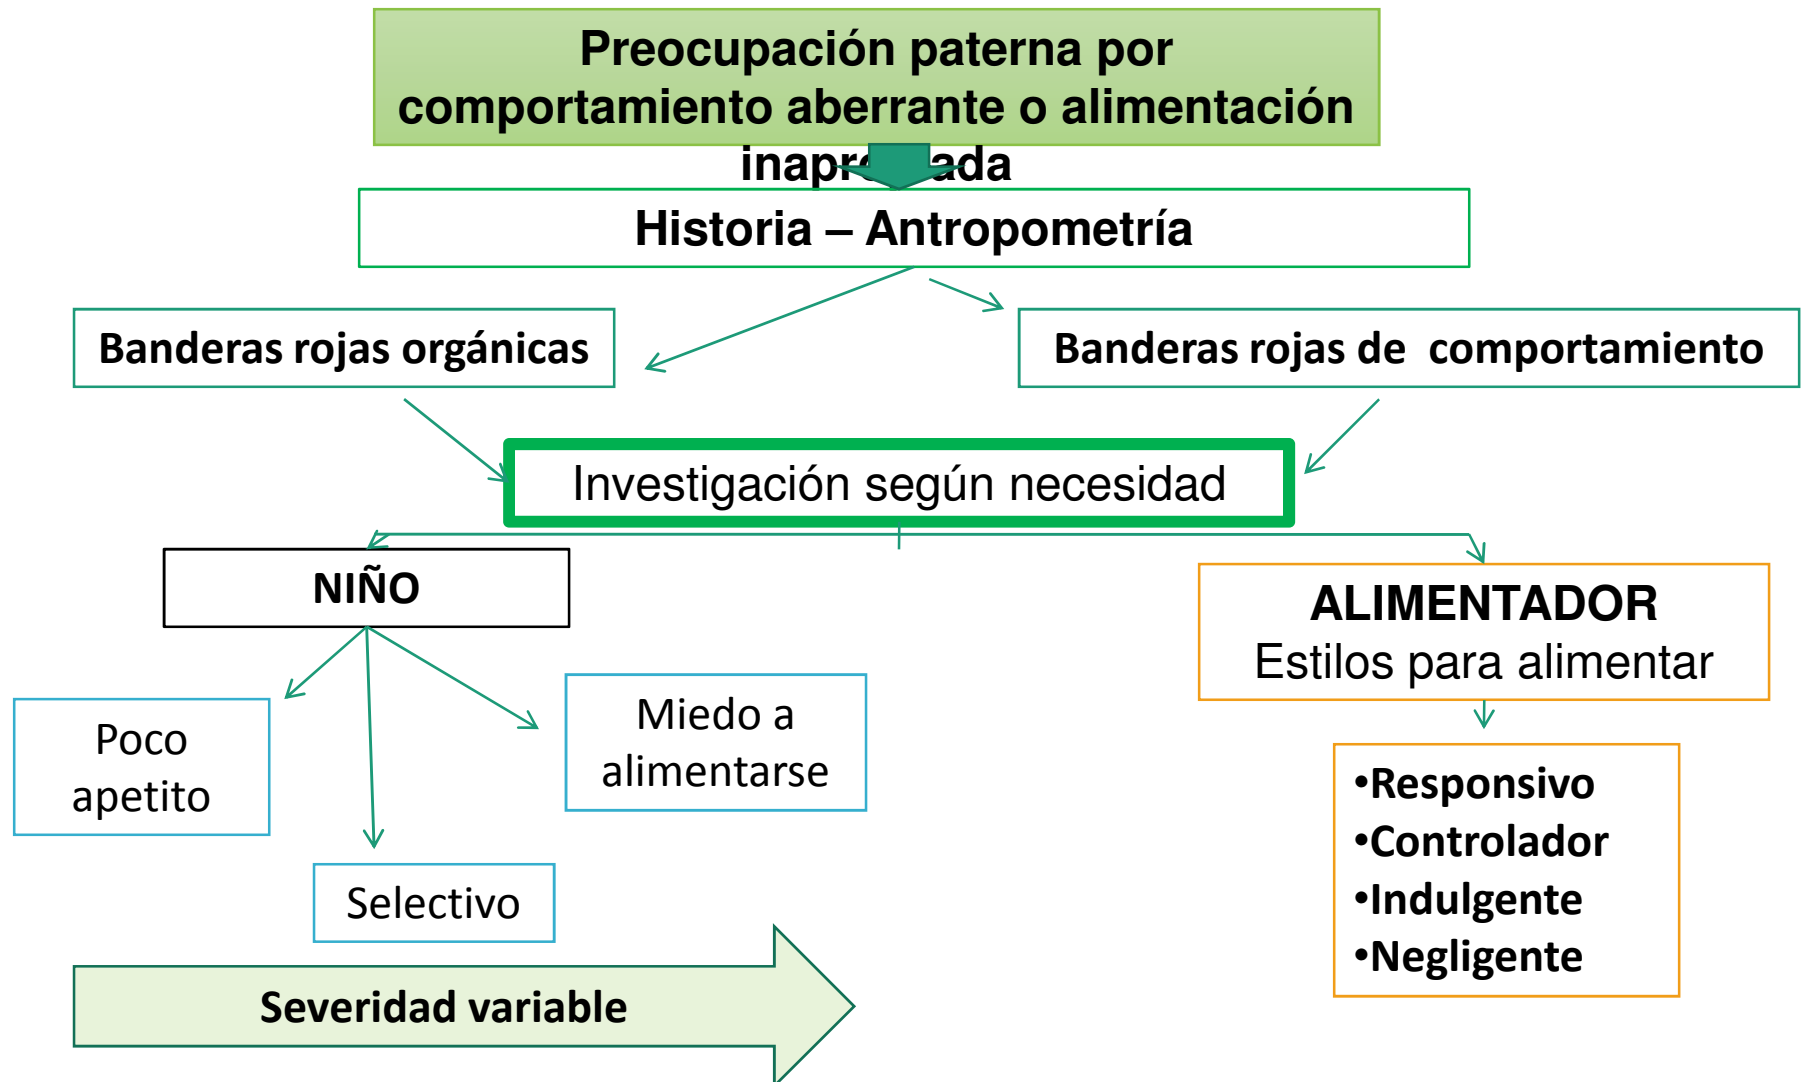 Preocupación paterna por
comportamiento aberrante o alimentación
Historia – Antropometría
Banderas rojas orgánicas
Banderas rojas de comportamiento
Investigación según necesidad
NIÑO
ALIMENTADOR
Estilos para alimentar
Poco
apetito
Miedo a
alimentarse
Selectivo
•Responsivo
•Controlador
•Indulgente
•Negligente
Severidad variable